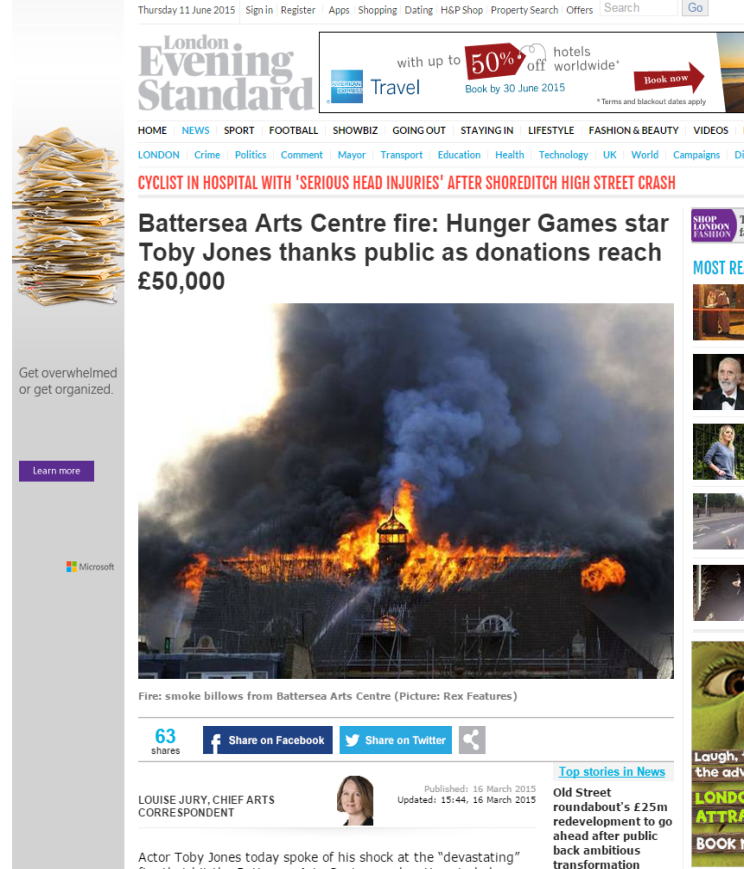 Thursday 11 June 2015 Sign in Register Apps Shopping Dating H&P Shop Property Search Offers Search Go
London
Evening
Standard
AMERICAN EXPRESS
Travel
with up to 50% off hotels worldwide*
Book by 30 June 2015
Book now
*Terms and blackout dates apply
HOME NEWS SPORT FOOTBALL SHOWBIZ GOING OUT STAYING IN LIFESTYLE FASHION & BEAUTY VIDEOS
LONDON Crime Politics Comment Mayor Transport Education Health Technology UK World Campaigns
CYCLIST IN HOSPITAL WITH 'SERIOUS HEAD INJURIES' AFTER SHOREDITCH HIGH STREET CRASH
Battersea Arts Centre fire: Hunger Games star
Toby Jones thanks public as donations reach
£50,000
Get overwhelmed
or get organized.
Learn more
Microsoft
Fire: smoke billows from Battersea Arts Centre (Picture: Rex Features)
63
shares
Share on Facebook
Share on Twitter
LOUISE JURY, CHIEF ARTS
CORRESPONDENT
Published: 16 March 2015
Updated: 15:44, 16 March 2015
Actor Toby Jones today spoke of his shock at the “devastating”
Top stories in News
Old Street
roundabout's £25m
redevelopment to go
ahead after public
back ambitious
transformation
SHOP
LONDON
FASHION
MOST RE
Laugh,
the adv
LONDO
ATTRA
BOOK